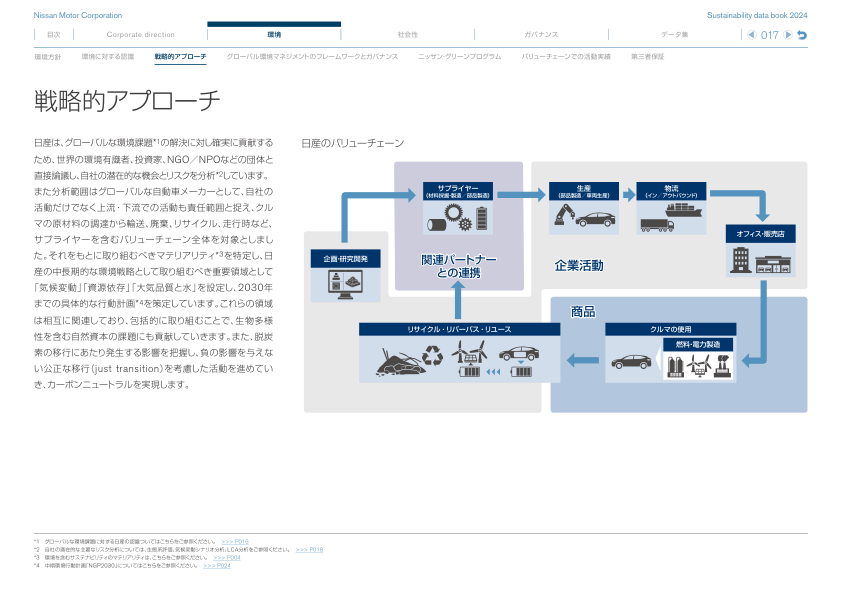 Nissan Motor Corporation
Sustainability data book 2024
目次
Corporate direction
環境
社会性
ガバナンス
データ集
017
環境方針
環境に対する認識
戦略的アプローチ
グローバル環境マネジメントのフレームワークとガバナンス
ニッサン・グリーンプログラム
バリューチェーンでの活動実績
第三者保証
戦略的アプローチ
日産は、グローバルな環境課題*1の解決に対し確実に貢献する
ため、世界の環境有識者、投資家、NGO／NPOなどの団体と
直接論議し、自社の潜在的な機会とリスクを分析*2しています。
また分析範囲はグローバルな自動車メーカーとして、自社の
活動だけでなく上流・下流での活動も責任範囲と捉え、クル
マの原材料の調達から輸送、廃棄、リサイクル、走行時など、
サプライヤーを含むバリューチェーン全体を対象としまし
た。それをもとに取り組むべきマテリアリティ*3を特定し、日
産の中長期的な環境戦略として取り組むべき重要領域として
「気候変動」「資源依存」「大気品質と水」を設定し、2030年
までの具体的な行動計画*4を策定しています。これらの領域
は相互に関連しており、包括的に取り組むことで、生物多様
性を含む自然資本の課題にも貢献していきます。また、脱炭
素の移行にあたり発生する影響を把握し、負の影響を与えな
い公正な移行（just transition）を考慮した活動を進めてい
き、カーボンニュートラルを実現します。
日産のバリューチェーン
サプライヤー
（材料採掘・製造／部品製造）
生産
（部品製造／車両生産）
物流
（イン／アウトバウンド）
オフィス・販売店
企画・研究開発
関連パートナー
との連携
企業活動
商品
リサイクル・リバーパス・リユース
クルマの使用
燃料・電力製造
*1 グローバルな環境課題に対する日産の認識についてはこちらをご参照ください。 >>> P016
*2 自社の潜在的な主要なリスク分析については、生態系評価、気候変動シナリオ分析、LCA分析をご参照ください。 >>> P018
*3 環境を含むサステナビリティのマテリアリティは、こちらをご参照ください。 >>> P004
*4 中期環境行動計画「NGP2030」についてはこちらをご参照ください。 >>> P024